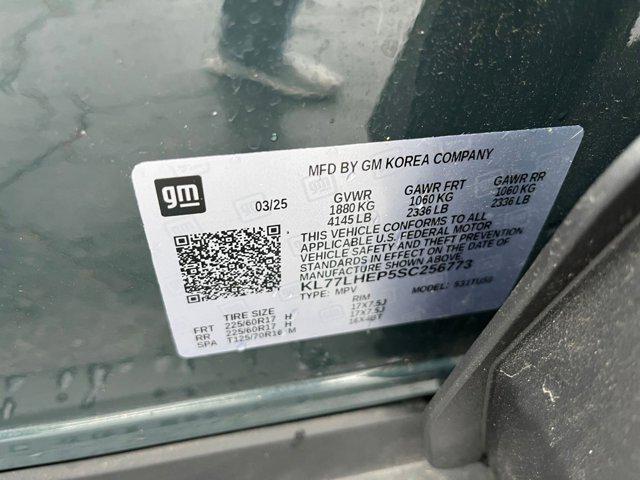 MFD BY GM KOREA COMPANY
gm
03/25
GVWR GAWR FRT GAWR RR
1880 KG 1060 KG 1060 KG
4145 LB 2336 LB 2336 LB
THIS VEHICLE CONFORMS TO ALL
APPLICABLE U.S. FEDERAL MOTOR
VEHICLE SAFETY AND THEFT PREVENTION
STANDARDS IN EFFECT ON THE DATE OF
MANUFACTURE SHOWN ABOVE.
KL77LHEP5SC256773
TYPE: MPV MODEL: 531TU58
TIRE SIZE RIM
FRT 225/60R17 H 17X7.5J
RR 225/60R17 H 17X7.5J
SPA T125/70R16 M 16X4BT